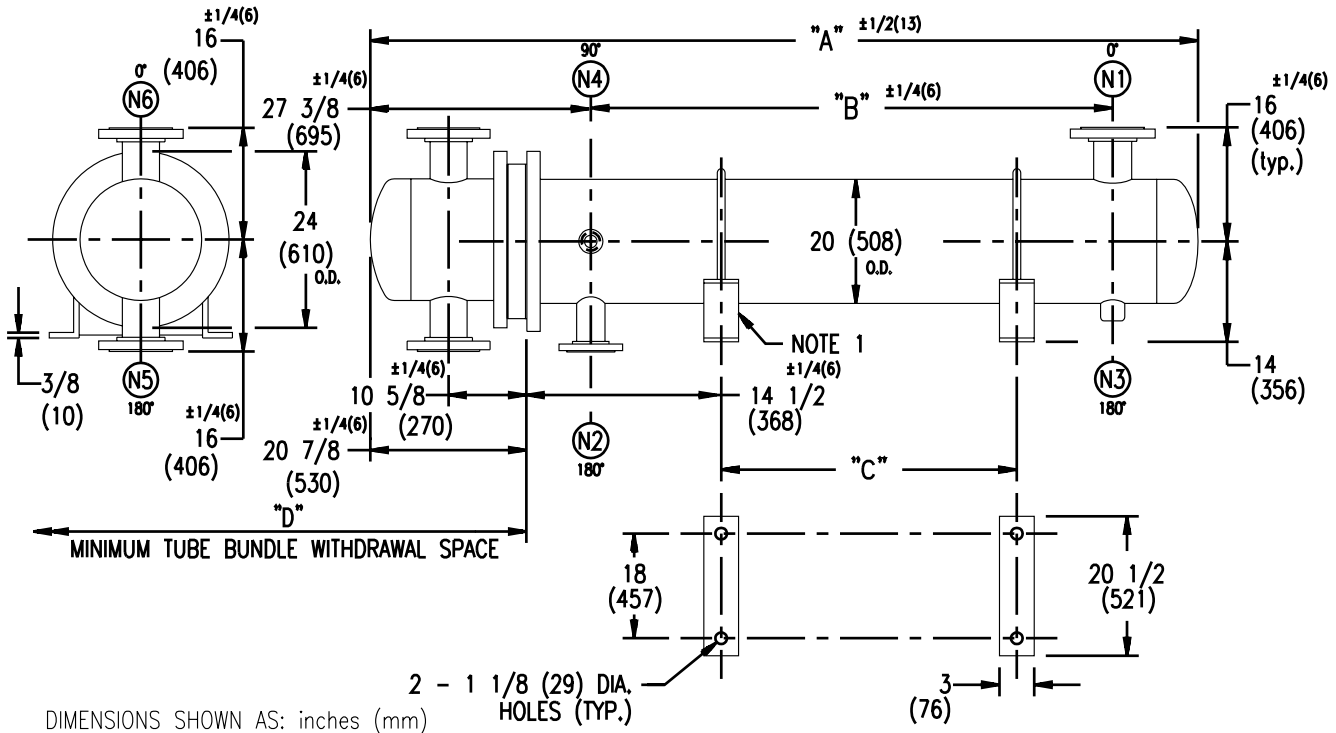 ±1/4(6)
16
(406)
0°
N6
24
(610)
O.D.
3/8
(10)
N5
180°
±1/4(6)
16
(406)
"A" ±1/2(13)
±1/4(6)
27 3/8
(695)
90°
N4
"B" ±1/4(6)
0°
N1
±1/4(6)
16
(406)
(typ.)
20 (508)
O.D.
NOTE 1
±1/4(6)
10 5/8
(270)
±1/4(6)
14 1/2
(368)
N3
180°
14
(356)
±1/4(6)
20 7/8
(530)
N2
180°
"C"
"D"
MINIMUM TUBE BUNDLE WITHDRAWAL SPACE
18
(457)
20 1/2
(521)
2 - 1 1/8 (29) DIA.
HOLES (TYP.)
3
(76)
DIMENSIONS SHOWN AS: inches (mm)